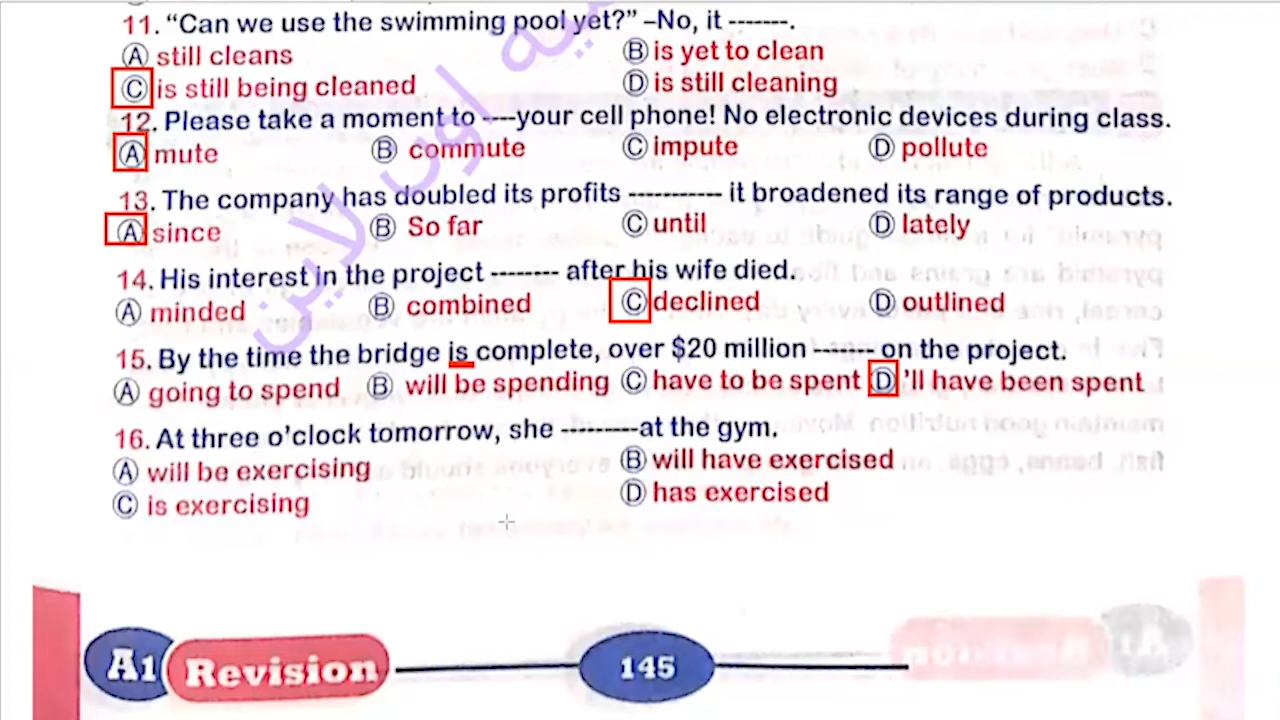 11. “Can we use the swimming pool yet?” –No, it -------.
Ⓐ still cleans Ⓑ is yet to clean
Ⓒ is still being cleaned Ⓓ is still cleaning
12. Please take a moment to ----your cell phone! No electronic devices during class.
Ⓐ mute Ⓑ commute Ⓒ impute Ⓓ pollute
13. The company has doubled its profits ----------- it broadened its range of products.
Ⓐ since Ⓑ So far Ⓒ until Ⓓ lately
14. His interest in the project -------- after his wife died.
Ⓐ minded Ⓑ combined Ⓒ declined Ⓓ outlined
15. By the time the bridge is complete, over $20 million ------- on the project.
Ⓐ going to spend Ⓑ will be spending Ⓒ have to be spent Ⓓ 'll have been spent
16. At three o’clock tomorrow, she ---------at the gym.
Ⓐ will be exercising Ⓑ will have exercised
Ⓒ is exercising Ⓓ has exercised
اون لاين
A1 Revision 145